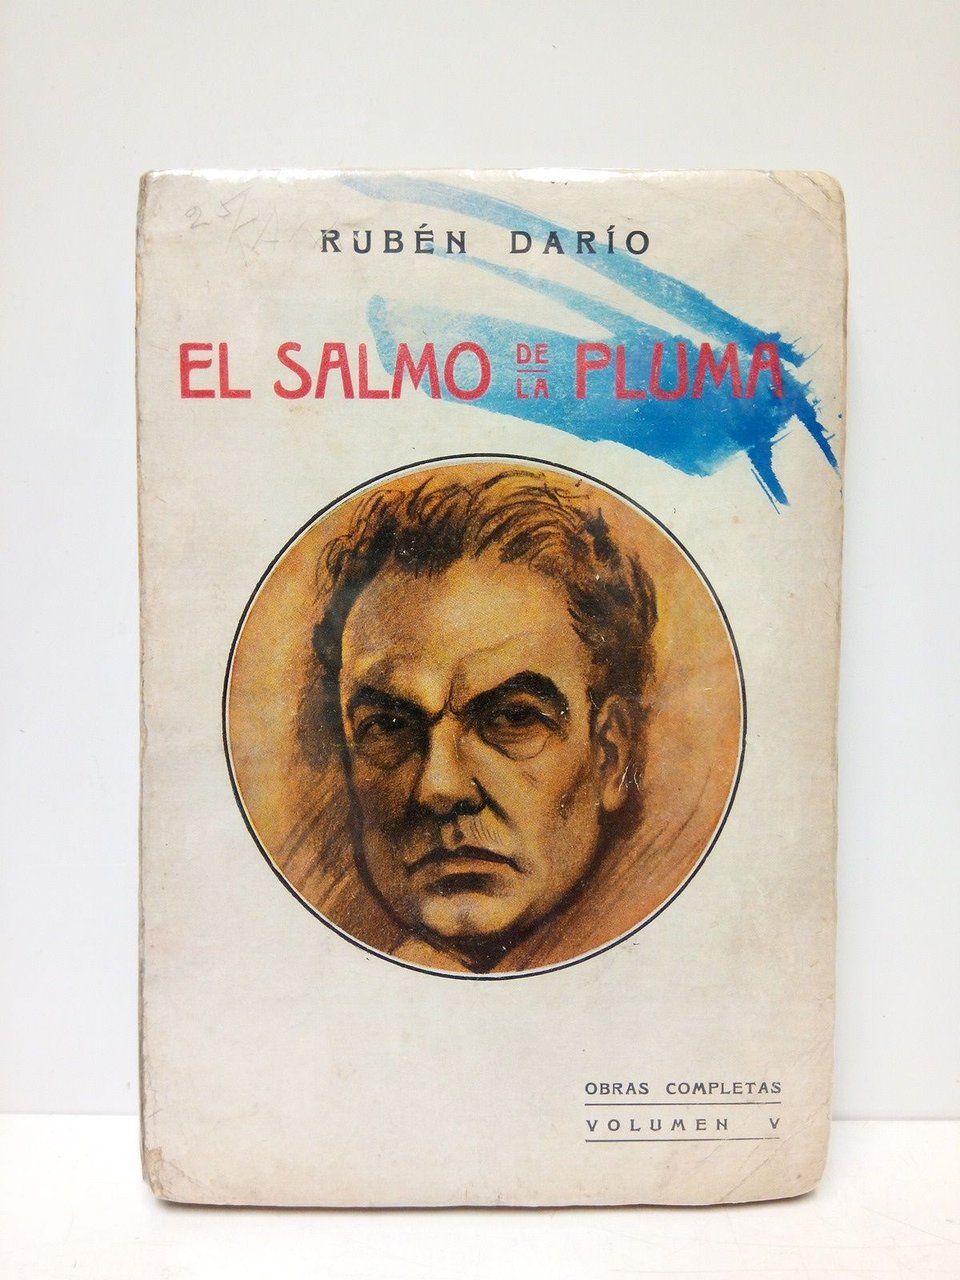 RUBÉN DARÍO
EL SALMO DE LA PLUMA
OBRAS COMPLETAS
VOLUMEN V